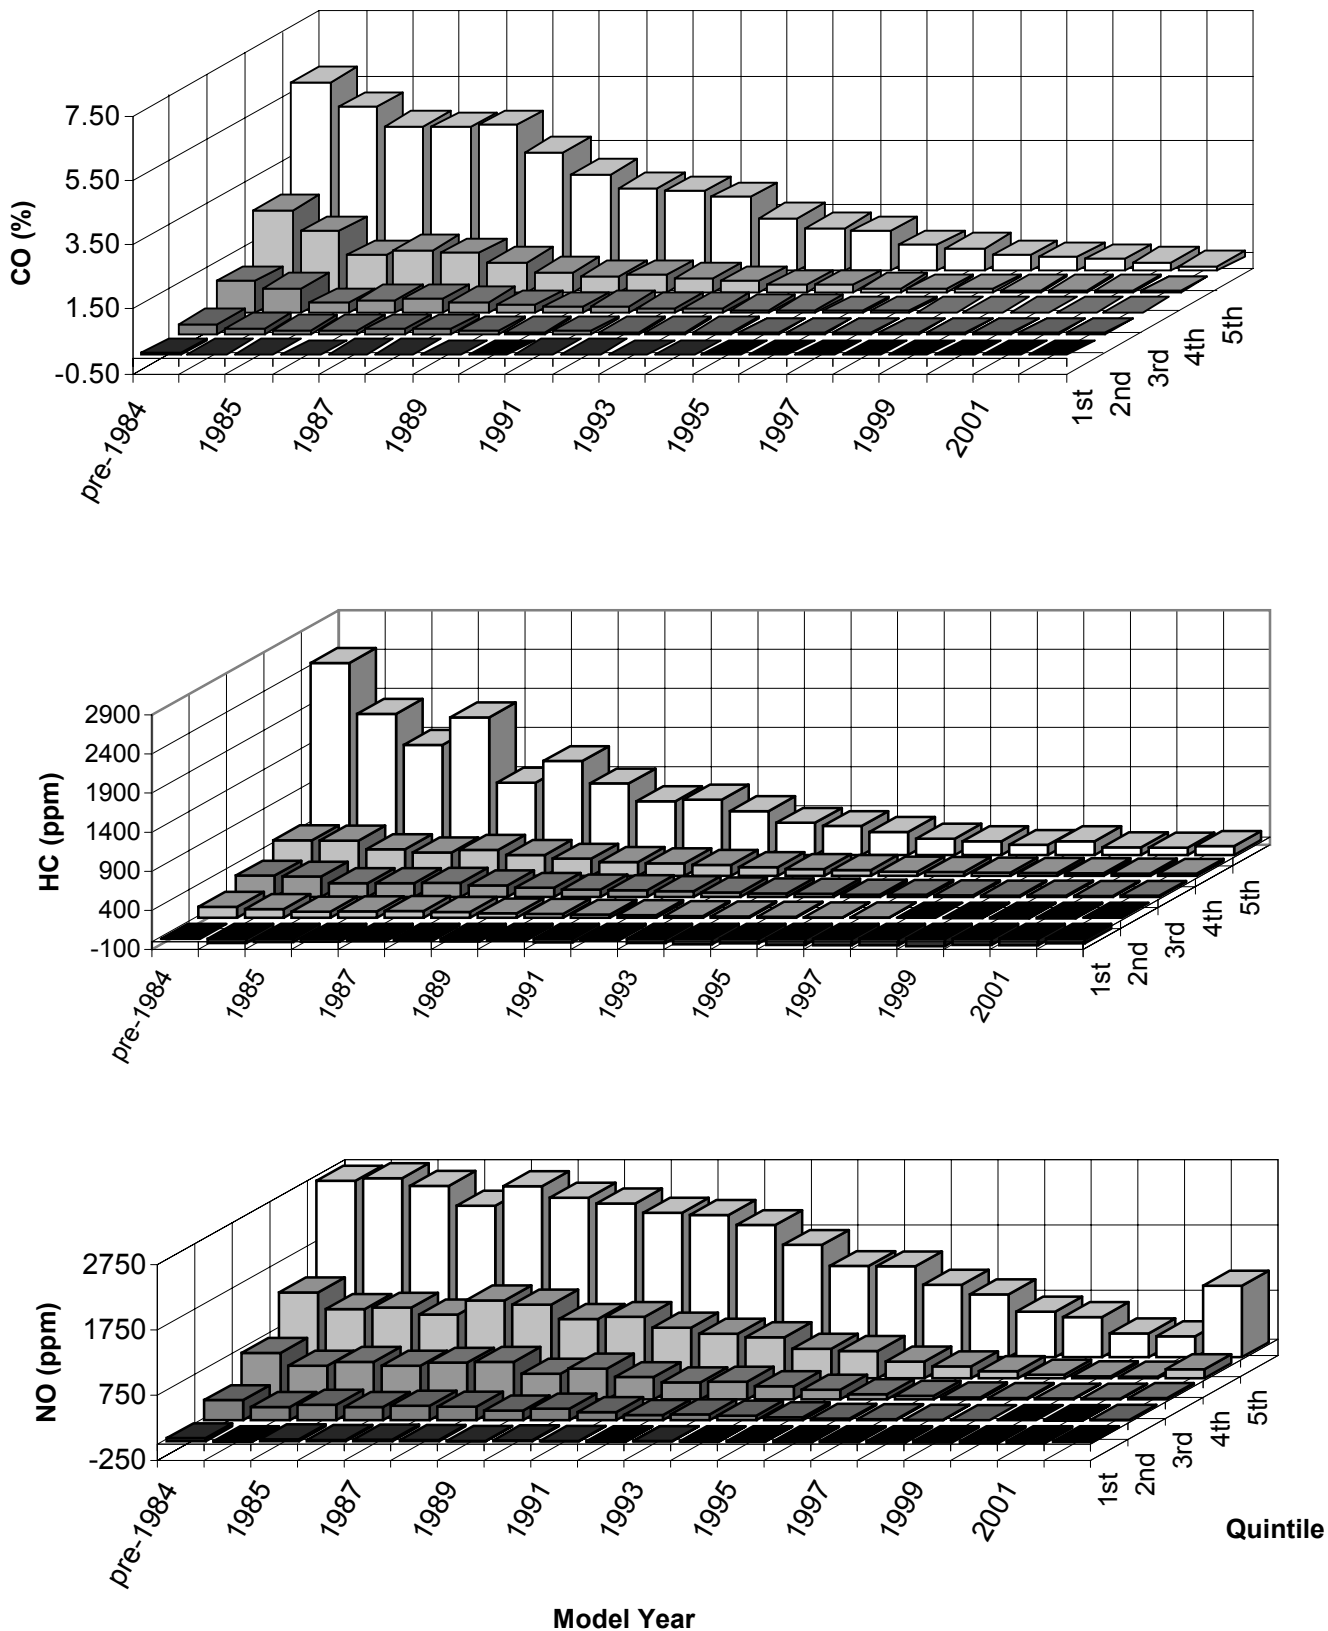 7.50
5.50
3.50
1.50
-0.50
CO (%)
pre-1984
1985
1987
1989
1991
1993
1995
1997
1999
2001
1st
2nd
3rd
4th
5th
2900
2400
1900
1400
900
400
-100
HC (ppm)
pre-1984
1985
1987
1989
1991
1993
1995
1997
1999
2001
1st
2nd
3rd
4th
5th
2750
1750
750
-250
NO (ppm)
pre-1984
1985
1987
1989
1991
1993
1995
1997
1999
2001
1st
2nd
3rd
4th
5th
Quintile
Model Year